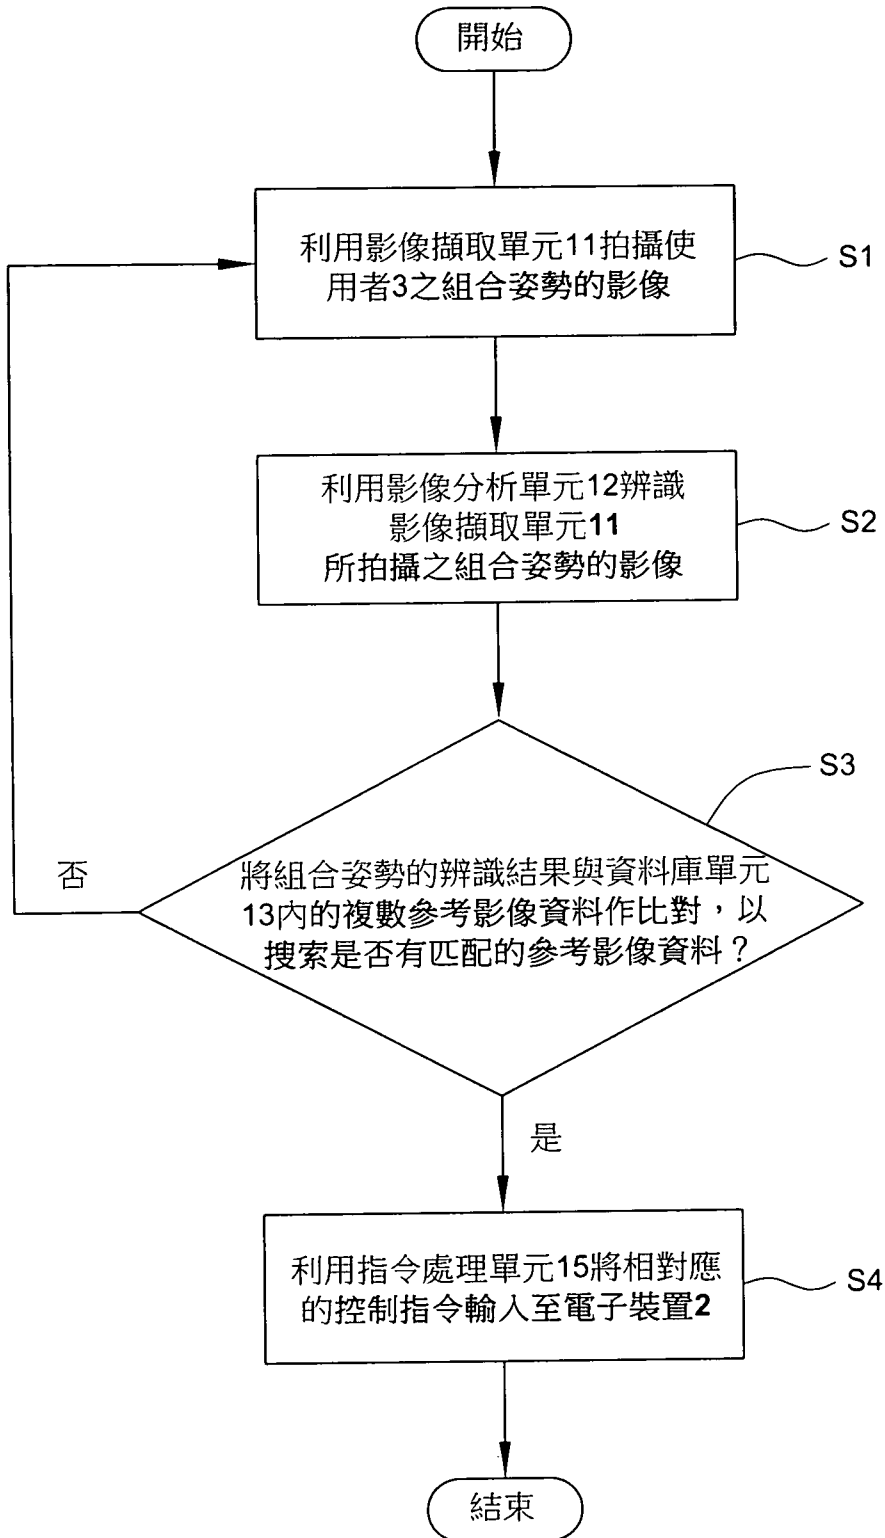 開始
利用影像擷取單元11拍攝使
用者3之組合姿勢的影像
S1
利用影像分析單元12辨識
影像擷取單元11
所拍攝之組合姿勢的影像
S2
S3
將組合姿勢的辨識結果與資料庫單元
13內的複數參考影像資料作比對，以
搜索是否有匹配的參考影像資料？
否
是
利用指令處理單元15將相對應
的控制指令輸入至電子裝置2
S4
結束